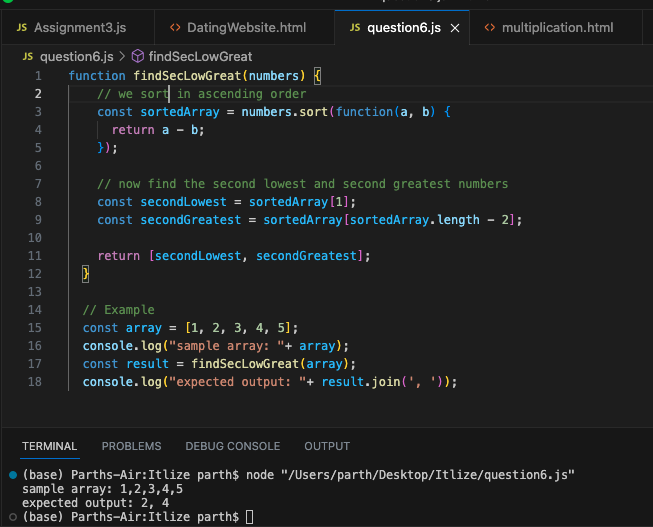 JS Assignment3.js <> DatingWebsite.html JS question6.js × <> multiplication.html
JS question6.js > findSecLowGreat
1 function findSecLowGreat(numbers) {
2 // we sort in ascending order
3 const sortedArray = numbers.sort(function(a, b) {
4 return a - b;
5 });
6
7 // now find the second lowest and second greatest numbers
8 const secondLowest = sortedArray[1];
9 const secondGreatest = sortedArray[sortedArray.length - 2];
10
11 return [secondLowest, secondGreatest];
12 }
13
14 // Example
15 const array = [1, 2, 3, 4, 5];
16 console.log("sample array: "+ array);
17 const result = findSecLowGreat(array);
18 console.log("expected output: "+ result.join(', '));
TERMINAL PROBLEMS DEBUG CONSOLE OUTPUT
(base) Parths-Air:Itlize parth$ node "/Users/parth/Desktop/Itlize/question6.js"
sample array: 1,2,3,4,5
expected output: 2, 4
(base) Parths-Air:Itlize parth$